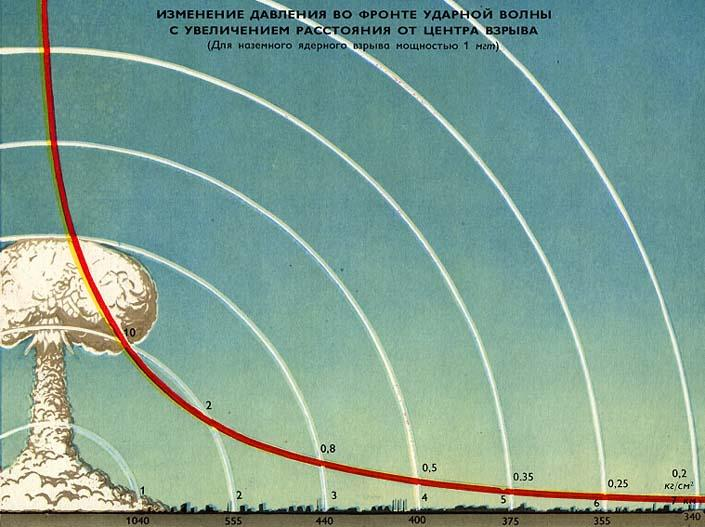 ИЗМЕНЕНИЕ ДАВЛЕНИЯ ВО ФРОНТЕ УДАРНОЙ ВОЛНЫ
С УВЕЛИЧЕНИЕМ РАССТОЯНИЯ ОТ ЦЕНТРА ВЗРЫВА
(Для наземного ядерного взрыва мощностью 1 мгт)
10
2
0,8
0,5
0.35
0,25
0,2
кг/см²
1 2 3 4 5 6 7 км
1040 555 440 400 375 355 340